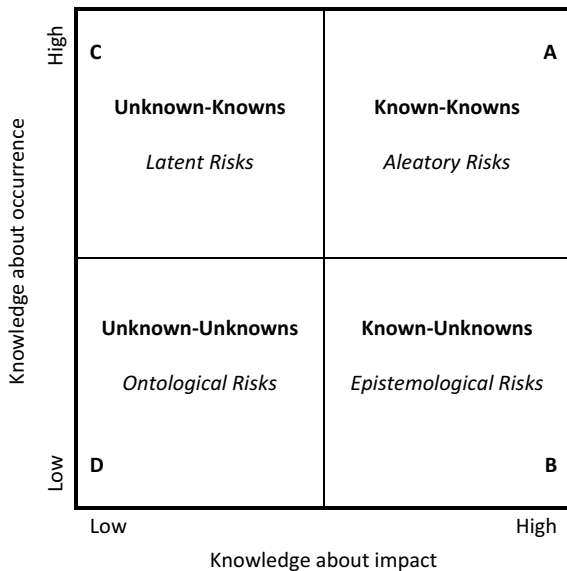 High
C
A
Unknown-Knowns
Known-Knowns
Latent Risks
Aleatory Risks
Knowledge about occurrence
Unknown-Unknowns
Known-Unknowns
Ontological Risks
Epistemological Risks
Low
D
B
Low
High
Knowledge about impact